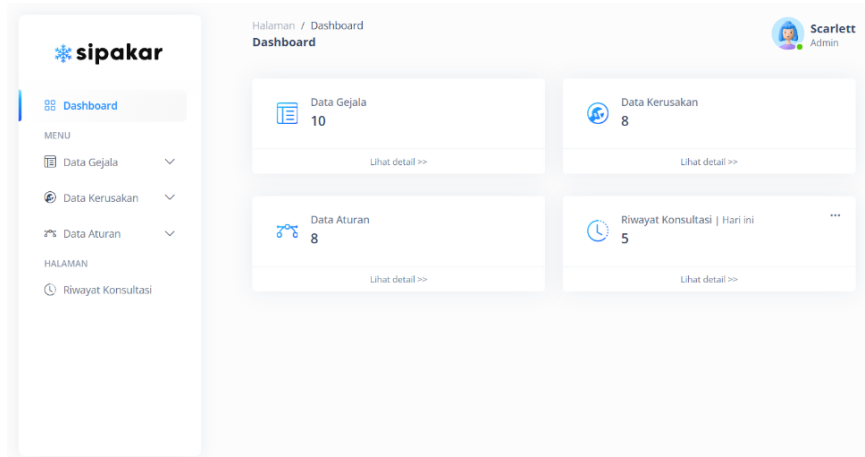 sipakar
Dashboard
MENU
Data Gejala
Data Kerusakan
Data Aturan
HALAMAN
Riwayat Konsultasi
Halaman / Dashboard
Dashboard
Scarlett
Admin
Data Gejala
10
Lihat detail >>
Data Kerusakan
8
Lihat detail >>
Data Aturan
8
Lihat detail >>
Riwayat Konsultasi | Hari ini
5
Lihat detail >>